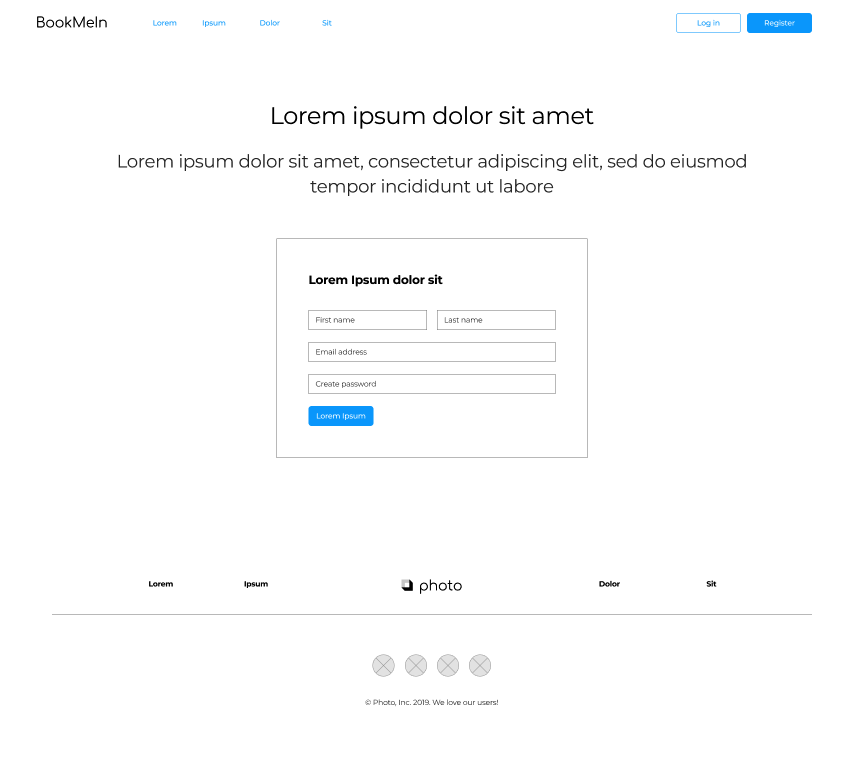 BookMeIn Lorem Ipsum Dolor Sit Log in Register
Lorem ipsum dolor sit amet
Lorem ipsum dolor sit amet, consectetur adipiscing elit, sed do eiusmod
tempor incididunt ut labore
Lorem Ipsum dolor sit
First name Last name
Email address
Create password
Lorem Ipsum
Lorem Ipsum photo Dolor Sit
© Photo, Inc. 2019. We love our users!